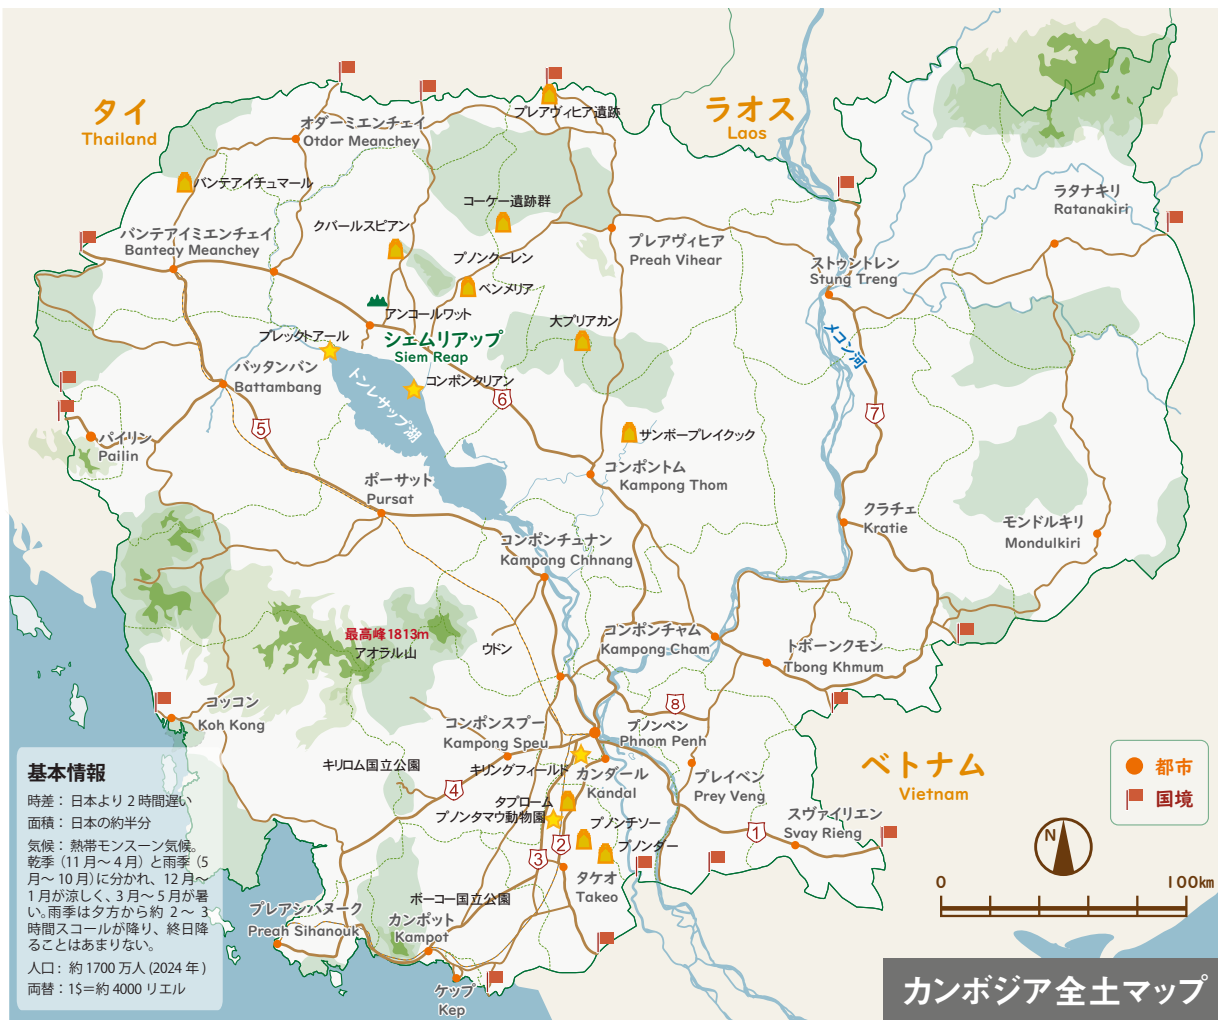 タイ
Thailand
ラオス
Laos
プレアヴィヒア遺跡
オダーミエンチェイ
Otdor Meanchey
バンテアイチュマール
コーケー遺跡群
クバールスピアン
バンテアイミエンチェイ
Banteay Meanchey
プノンクーレン
ベンメリア
プレアヴィヒア
Preah Vihear
ラタナキリ
Ratanakiri
ストゥントレン
Stung Treng
アンコールワット
シェムリアップ
Siem Reap
大プリアカン
プレックトアール
メコン河
バッタンバン
Battambang
トンレサップ湖
コンポンクリアン
6
7
5
パイリン
Pailin
サンボープレイクック
コンポントム
Kampong Thom
ポーサット
Pursat
クラチェ
Kratie
モンドルキリ
Mondulkiri
コンポンチュナン
Kampong Chhnang
最高峰1813m
アオラル山
ウドン
コンポンチャム
Kampong Cham
トボーンクモン
Tbong Khmum
コッコン
Koh Kong
8
コンポンスプー
Kampong Speu
プノンペン
Phnom Penh
キリロム国立公園
キリングフィールド
カンダール
Kandal
プレイベン
Prey Veng
ベトナム
Vietnam
4
タプローム
プノンタマウ動物園
プノンチソー
プノンダー
スヴァイリエン
Svay Rieng
1
2
3
タケオ
Takeo
ボーコー国立公園
プレアシハヌーク
Preah Sihanouk
カンポット
Kampot
ケップ
Kep
基本情報
時差： 日本より 2 時間遅い
面積： 日本の約半分
気候： 熱帯モンスーン気候。
乾季（11 月～ 4 月）と雨季（5
月～ 10 月）に分かれ、12 月～
1 月が涼しく、3 月～ 5 月が暑
い。雨季は夕方から約 2 ～ 3
時間スコールが降り、終日降
ることはあまりない。
人口： 約 1700 万人 (2024 年 )
両替： 1$＝約 4000 リエル
都市
国境
N
0
100km
カンボジア全土マップ